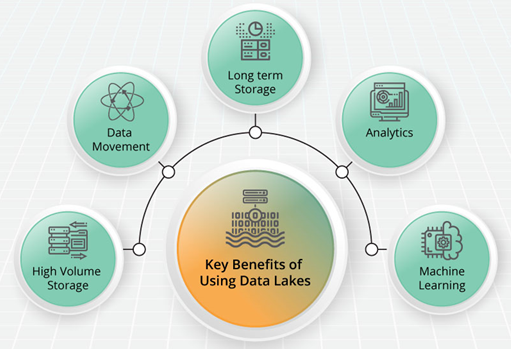 Long term
Storage
Data
Movement
Analytics
High Volume
Storage
Key Benefits of
Using Data Lakes
Machine
Learning